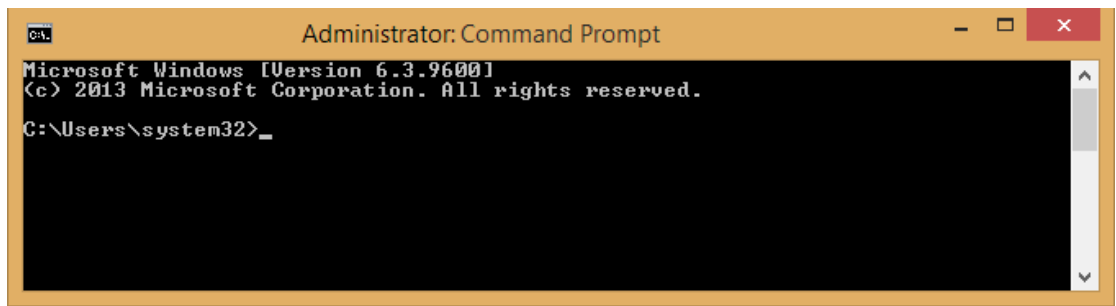 C:\.
Administrator: Command Prompt
Microsoft Windows [Version 6.3.9600]
(c) 2013 Microsoft Corporation. All rights reserved.
C:\Users\system32>_